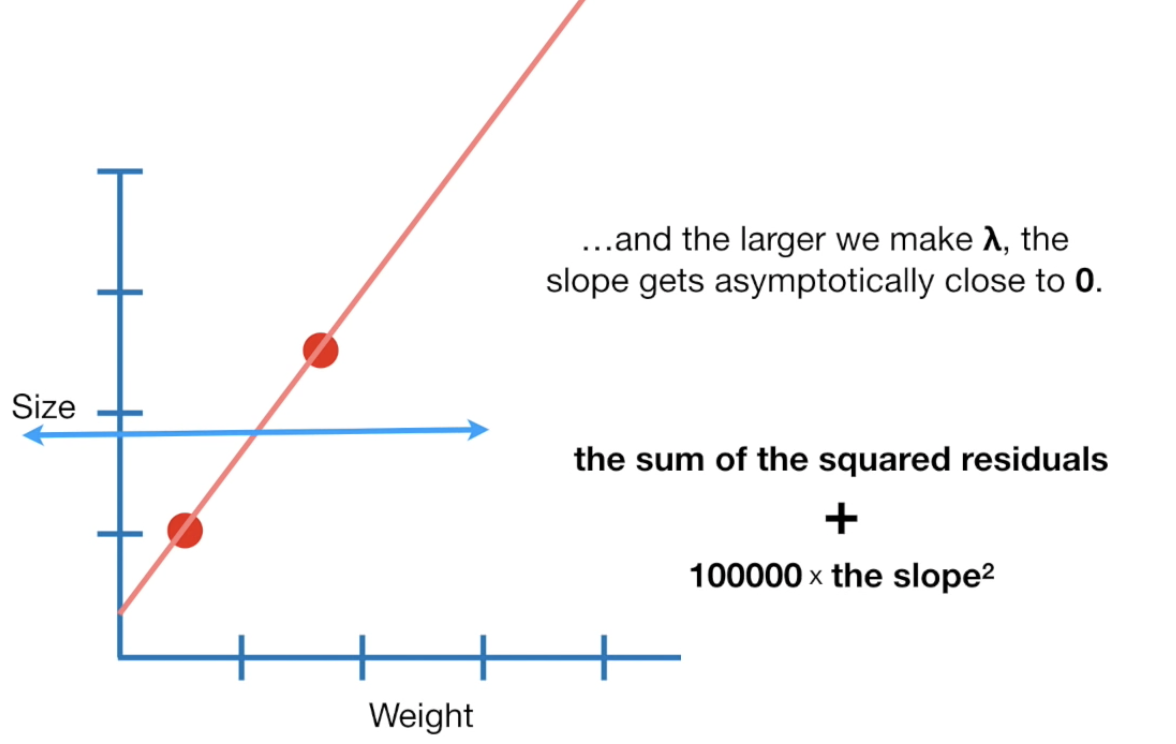 …and the larger we make λ, the
slope gets asymptotically close to 0.
Size
the sum of the squared residuals
+
100000 x the slope²
Weight